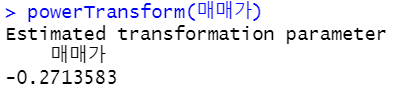 > powerTransform(매매가)
Estimated transformation parameter
매매가
-0.2713583